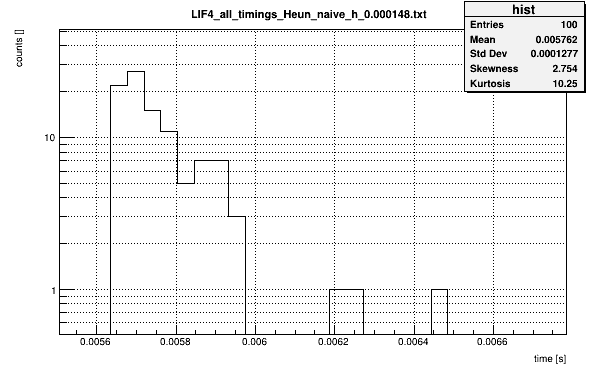 LIF4_all_timings_Heun_naive_h_0.000148.txt
hist
Entries 100
Mean 0.005762
Std Dev 0.0001277
Skewness 2.754
Kurtosis 10.25
counts []
10
1
0.0056 0.0058 0.006 0.0062 0.0064 0.0066
time [s]